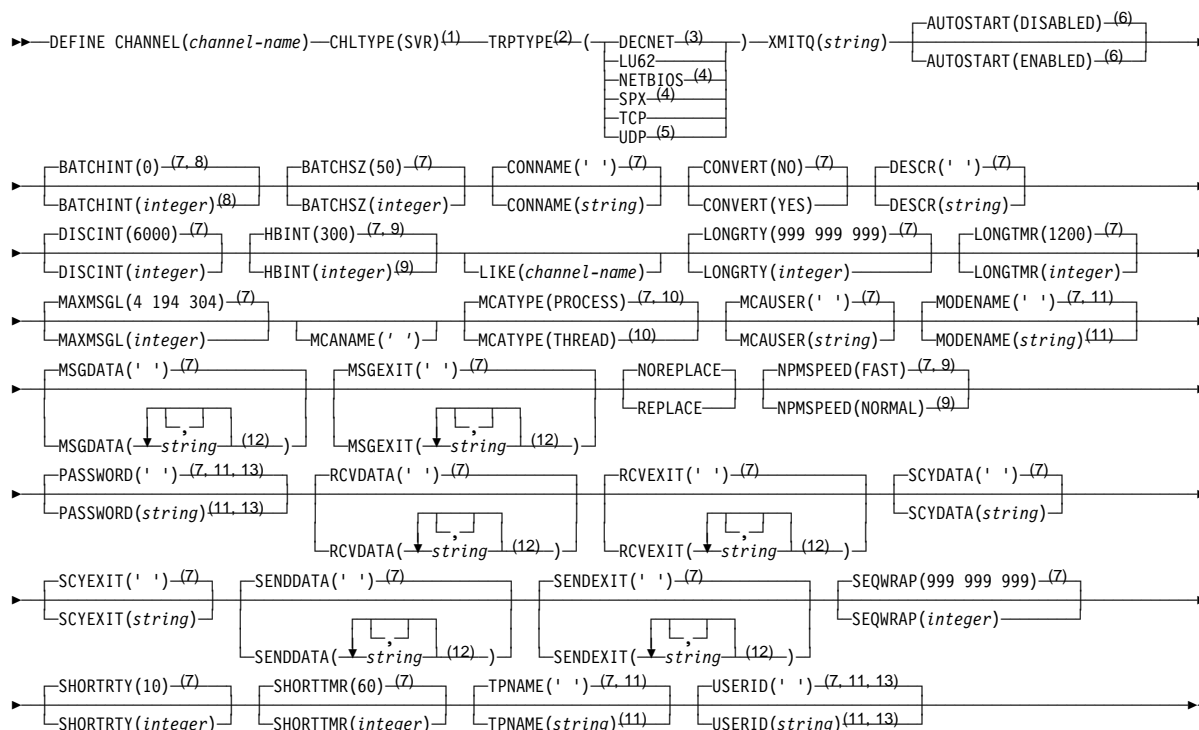 DEFINE CHANNEL(channel-name) CHLTYPE(SVR) (1) TRPTYPE (2) ( DECNET (3) ) XMITQ(string) AUTOSTART(DISABLED) (6)
LU62 AUTOSTART(ENABLED) (6)
NETBIOS (4)
SPX (4)
TCP
UDP (5)
BATCHINT(0) (7, 8) BATCHSZ(50) (7) CONNAME(' ') (7) CONVERT(NO) (7) DESCR(' ') (7)
BATCHINT(integer) (8) BATCHSZ(integer) CONNAME(string) CONVERT(YES) DESCR(string)
DISCINT(6000) (7) HBINT(300) (7, 9) LONGRTY(999 999 999) (7) LONGTMR(1200) (7)
DISCINT(integer) HBINT(integer) (9) LIKE(channel-name) LONGRTY(integer) LONGTMR(integer)
MAXMSGL(4 194 304) (7) MCATYPE(PROCESS) (7, 10) MCAUSER(' ') (7) MODENAME(' ') (7, 11)
MAXMSGL(integer) MCANAME(' ') MCATYPE(THREAD) (10) MCAUSER(string) MODENAME(string) (11)
MSGDATA(' ') (7) MSGEXIT(' ') (7) NOREPLACE NPMSPEED(FAST) (7, 9)
REPLACE NPMSPEED(NORMAL) (9)
, ,
MSGDATA( string (12) ) MSGEXIT( string (12) )
PASSWORD(' ') (7, 11, 13) RCVDATA(' ') (7) RCVEXIT(' ') (7) SCYDATA(' ') (7)
PASSWORD(string) (11, 13) SCYDATA(string)
, ,
RCVDATA( string (12) ) RCVEXIT( string (12) )
SCYEXIT(' ') (7) SENDDATA(' ') (7) SENDEXIT(' ') (7) SEQWRAP(999 999 999) (7)
SCYEXIT(string) SEQWRAP(integer)
, ,
SENDDATA( string (12) ) SENDEXIT( string (12) )
SHORTRTY(10) (7) SHORTTMR(60) (7) TPNAME(' ') (7, 11) USERID(' ') (7, 11, 13)
SHORTRTY(integer) SHORTTMR(integer) TPNAME(string) (11) USERID(string) (11, 13)